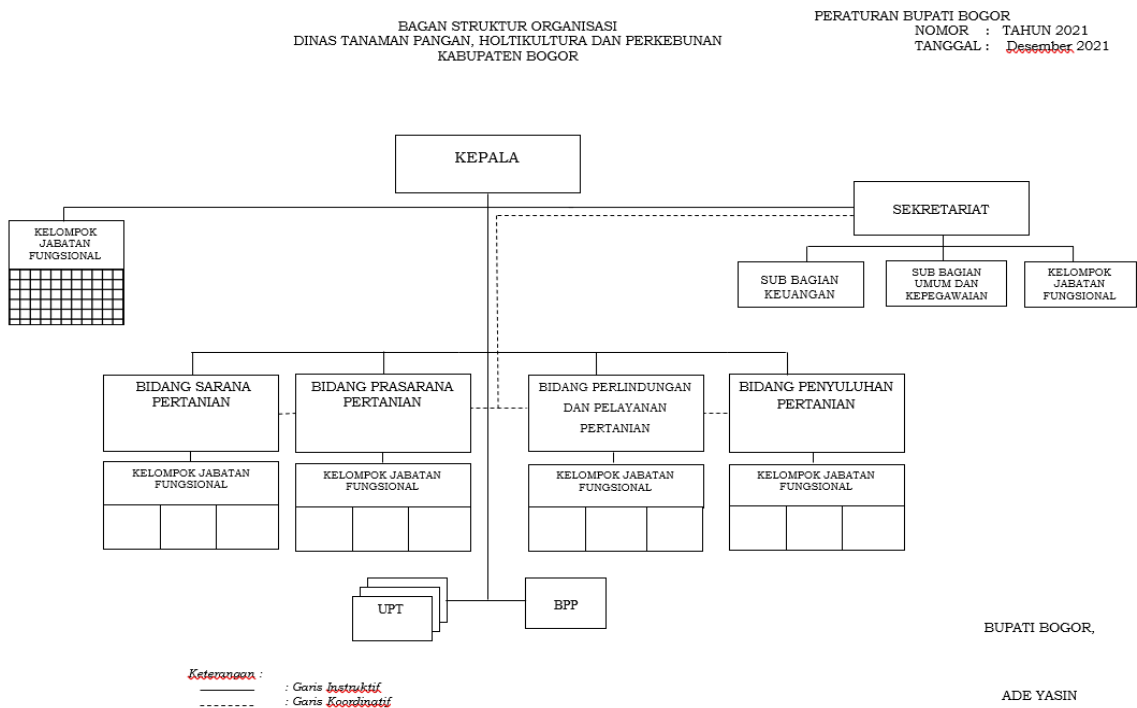 PERATURAN BUPATI BOGOR
NOMOR : TAHUN 2021
TANGGAL : Desember 2021
BAGAN STRUKTUR ORGANISASI
DINAS TANAMAN PANGAN, HOLTIKULTURA DAN PERKEBUNAN
KABUPATEN BOGOR
KEPALA
SEKRETARIAT
KELOMPOK
JABATAN
FUNGSIONAL
SUB BAGIAN
KEUANGAN
SUB BAGIAN
UMUM DAN
KEPEGAWAIAN
KELOMPOK
JABATAN
FUNGSIONAL
BIDANG SARANA
PERTANIAN
BIDANG PRASARANA
PERTANIAN
BIDANG PERLINDUNGAN
DAN PELAYANAN
PERTANIAN
BIDANG PENYULUHAN
PERTANIAN
KELOMPOK JABATAN
FUNGSIONAL
KELOMPOK JABATAN
FUNGSIONAL
KELOMPOK JABATAN
FUNGSIONAL
KELOMPOK JABATAN
FUNGSIONAL
UPT
BPP
BUPATI BOGOR,
Keterangan :
: Garis Instruktif
: Garis Koordinatif
ADE YASIN